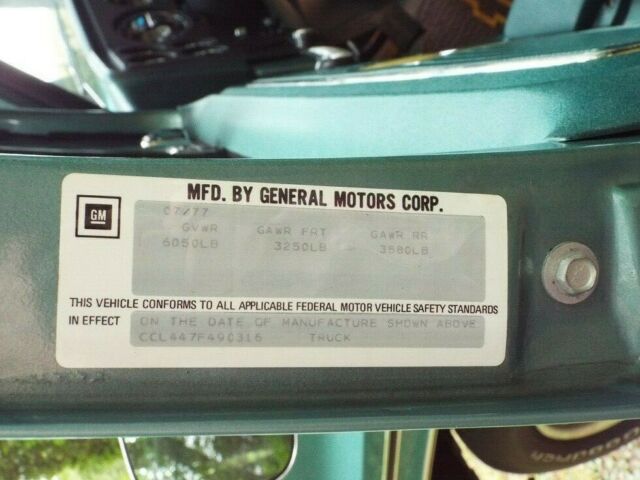 GM
MFD. BY GENERAL MOTORS CORP.
07/77
GVWR GAWR FRT GAWR RR
6050LB 3250LB 3580LB
THIS VEHICLE CONFORMS TO ALL APPLICABLE FEDERAL MOTOR VEHICLE SAFETY STANDARDS
IN EFFECT ON THE DATE OF MANUFACTURE SHOWN ABOVE
CCL447F490316 TRUCK